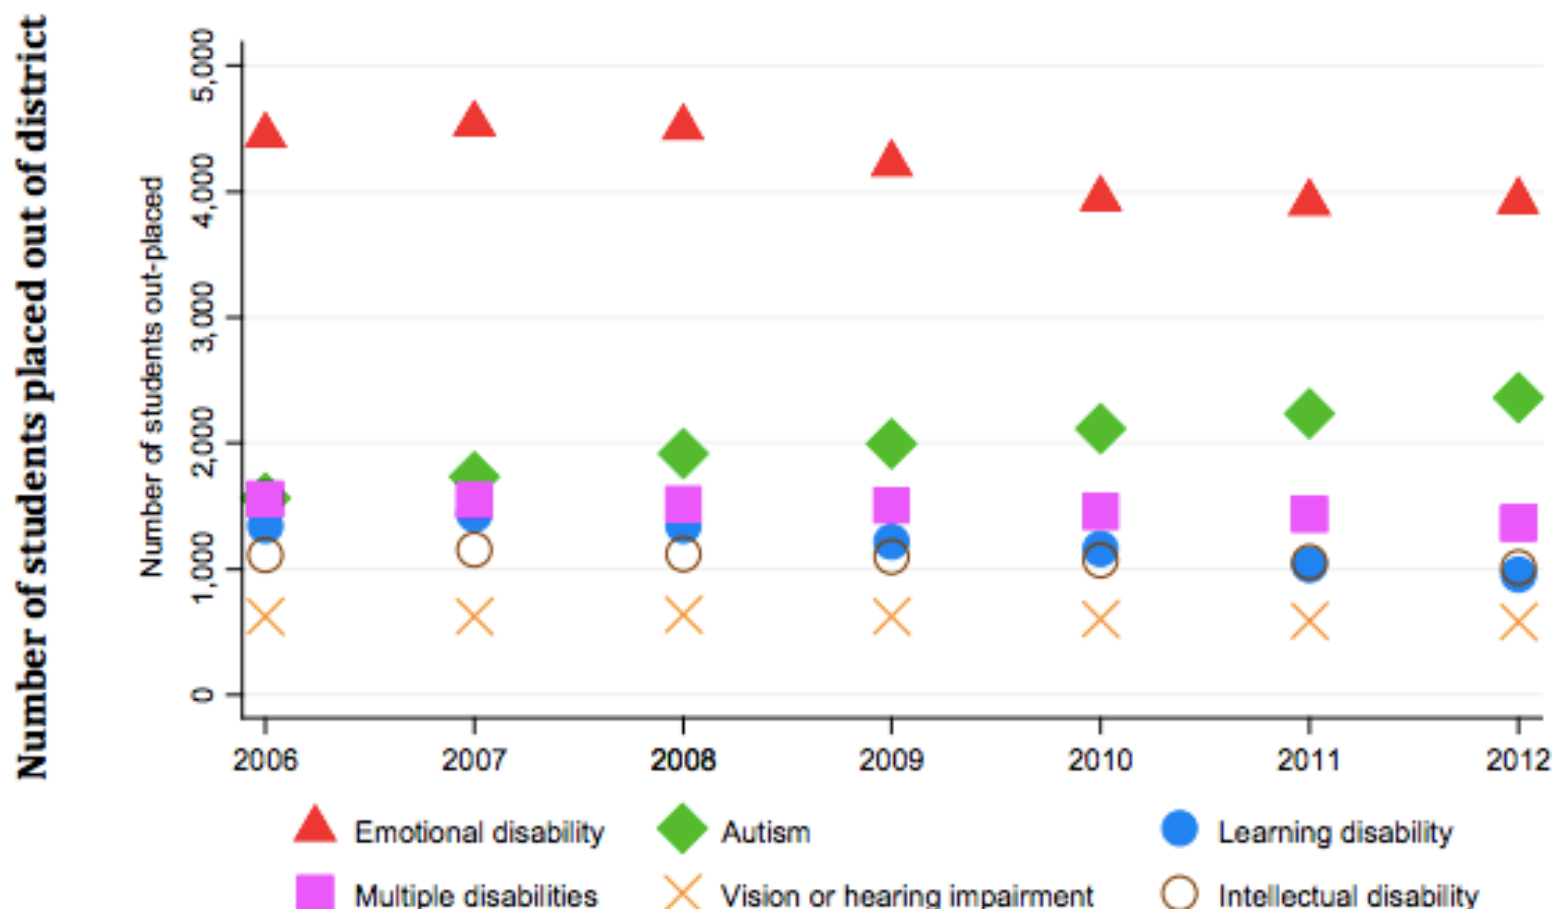 Number of students placed out of district
Number of students out-placed
5,000
4,000
3,000
2,000
1,000
0
2006 2007 2008 2009 2010 2011 2012
Emotional disability Autism Learning disability
Multiple disabilities Vision or hearing impairment Intellectual disability